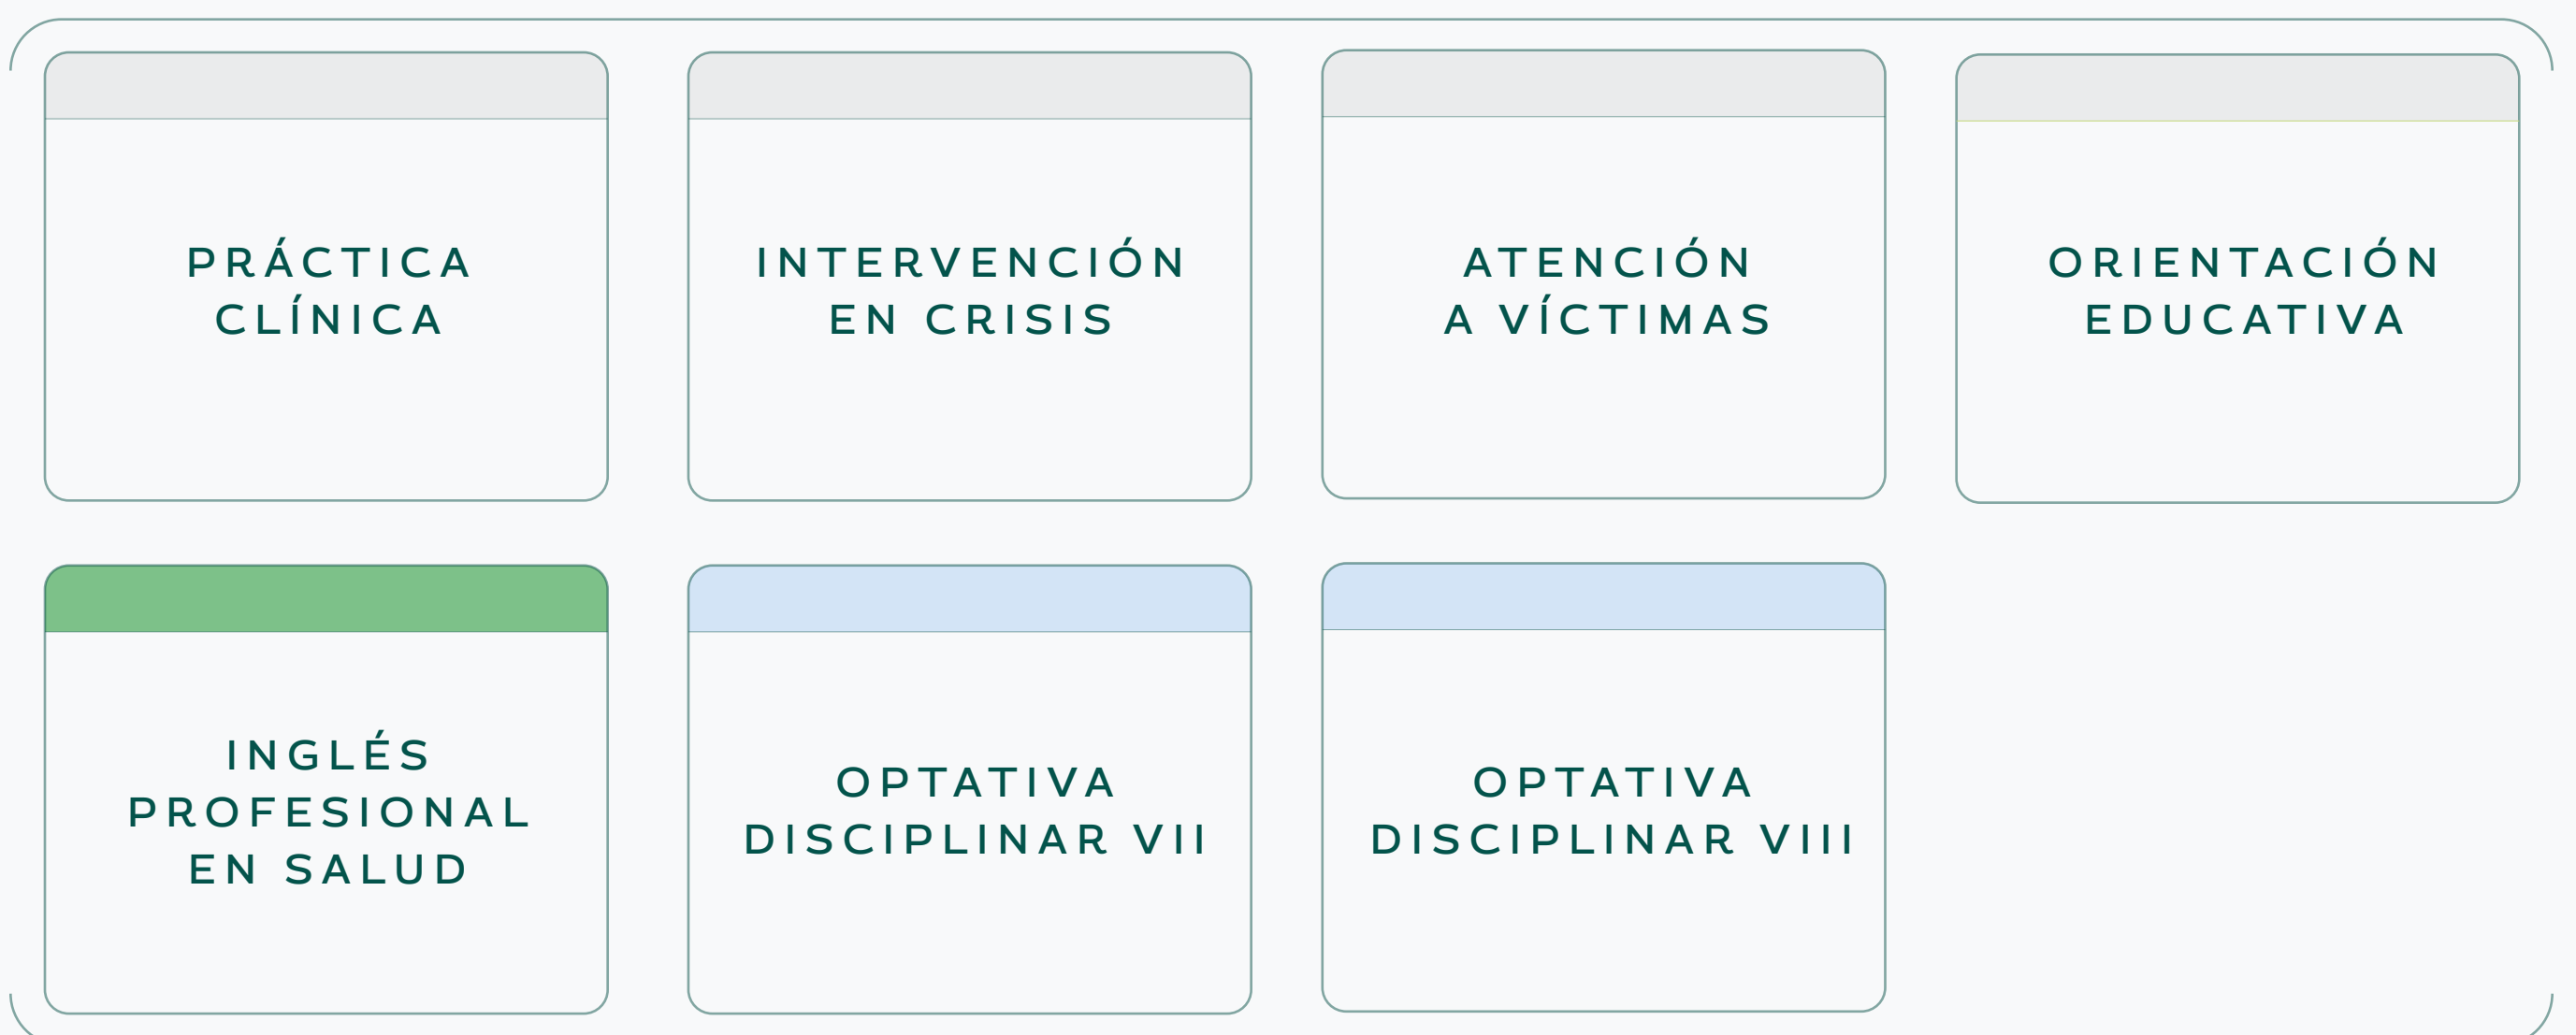 PRÁCTICA
CLÍNICA
INTERVENCIÓN
EN CRISIS
ATENCIÓN
A VÍCTIMAS
ORIENTACIÓN
EDUCATIVA
INGLÉS
PROFESIONAL
EN SALUD
OPTATIVA
DISCIPLINAR VII
OPTATIVA
DISCIPLINAR VIII